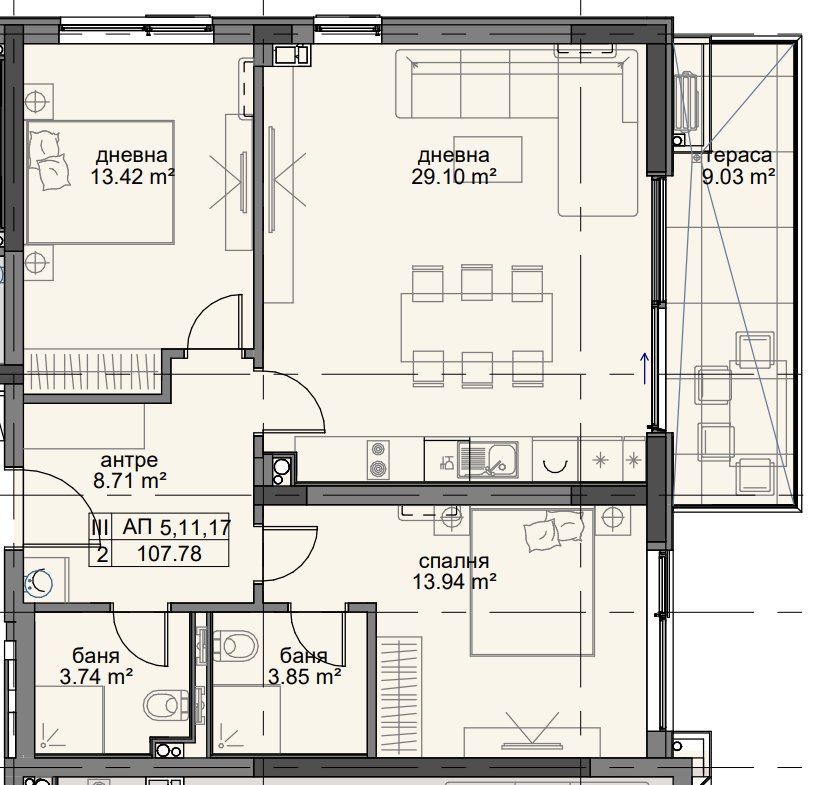 дневна
13.42 m²
дневна
29.10 m²
тераса
9.03 m²
антре
8.71 m²
III АП 5,11,17
2 107.78
спалня
13.94 m²
баня
3.74 m²
баня
3.85 m²